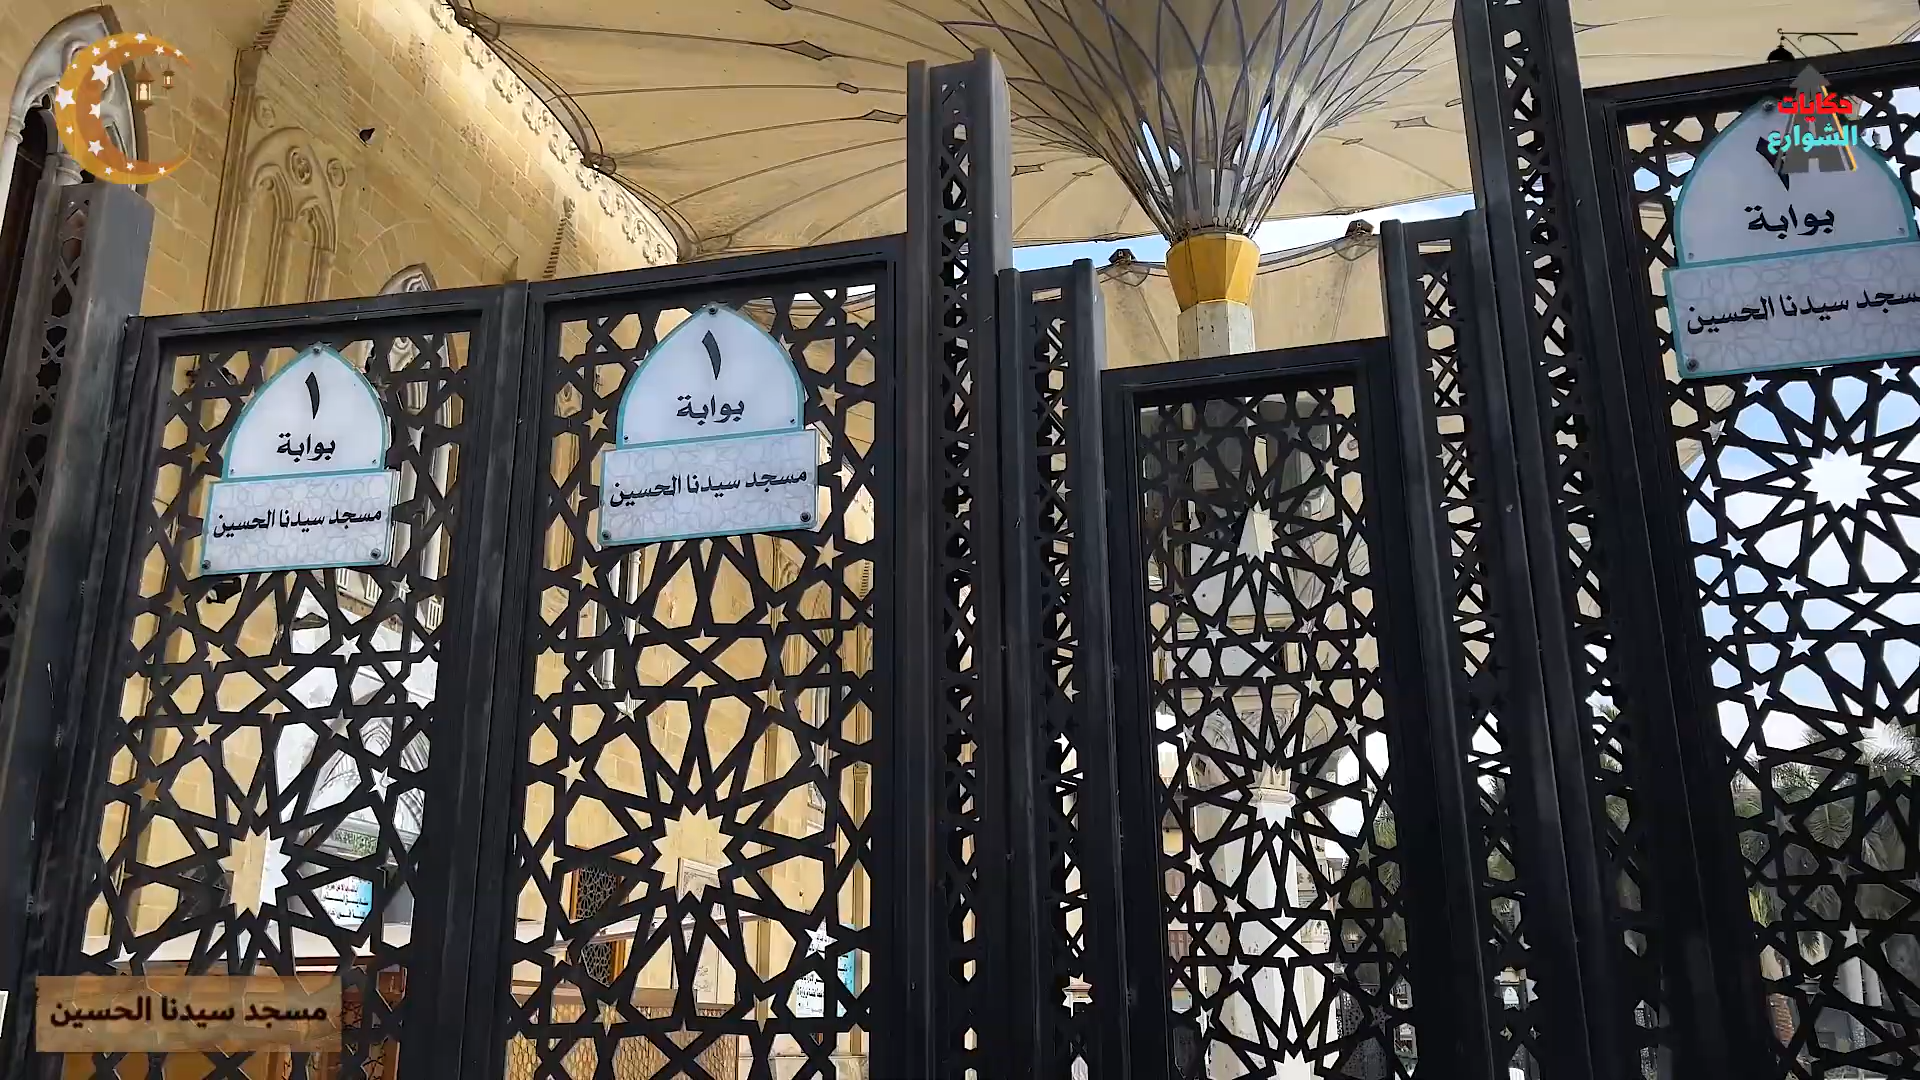 حكايات
الشوارع
١
بوابة
مسجد سيدنا الحسين
١
بوابة
مسجد سيدنا الحسين
بوابة
مسجد سيدنا الحسين
مسجد سيدنا الحسين